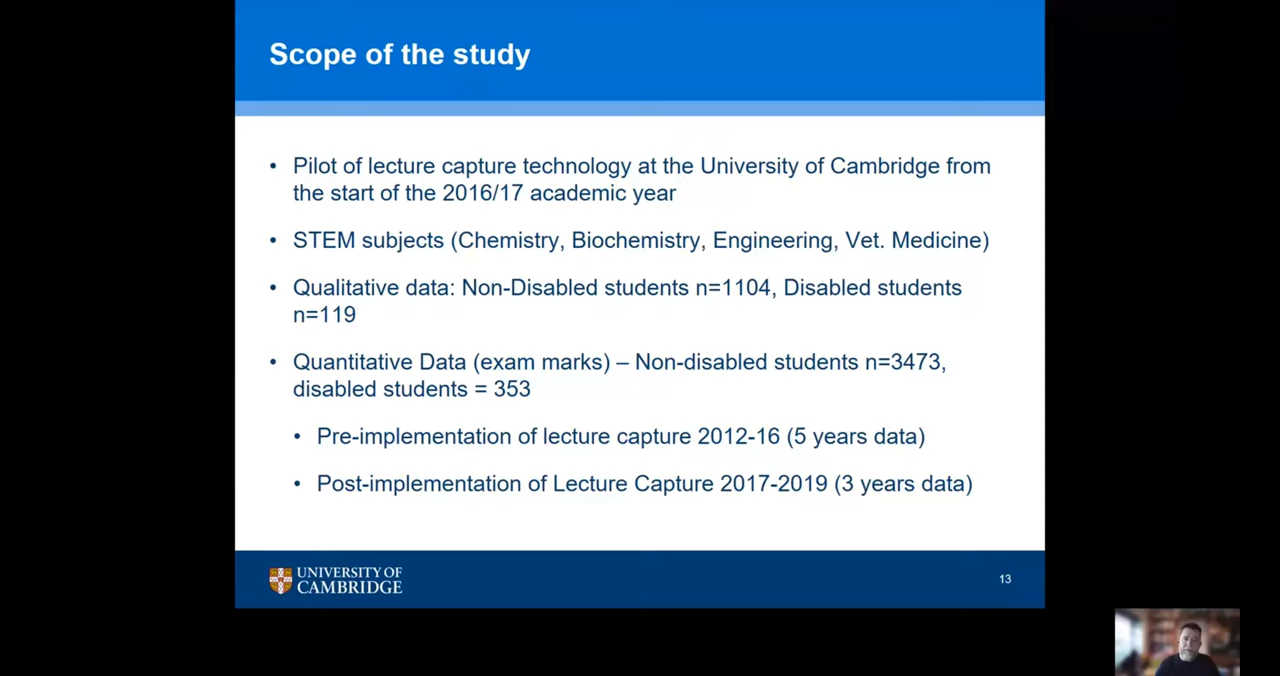 Scope of the study
• Pilot of lecture capture technology at the University of Cambridge from
the start of the 2016/17 academic year
• STEM subjects (Chemistry, Biochemistry, Engineering, Vet. Medicine)
• Qualitative data: Non-Disabled students n=1104, Disabled students
n=119
• Quantitative Data (exam marks) – Non-disabled students n=3473,
disabled students = 353
• Pre-implementation of lecture capture 2012-16 (5 years data)
• Post-implementation of Lecture Capture 2017-2019 (3 years data)
UNIVERSITY OF
CAMBRIDGE
13